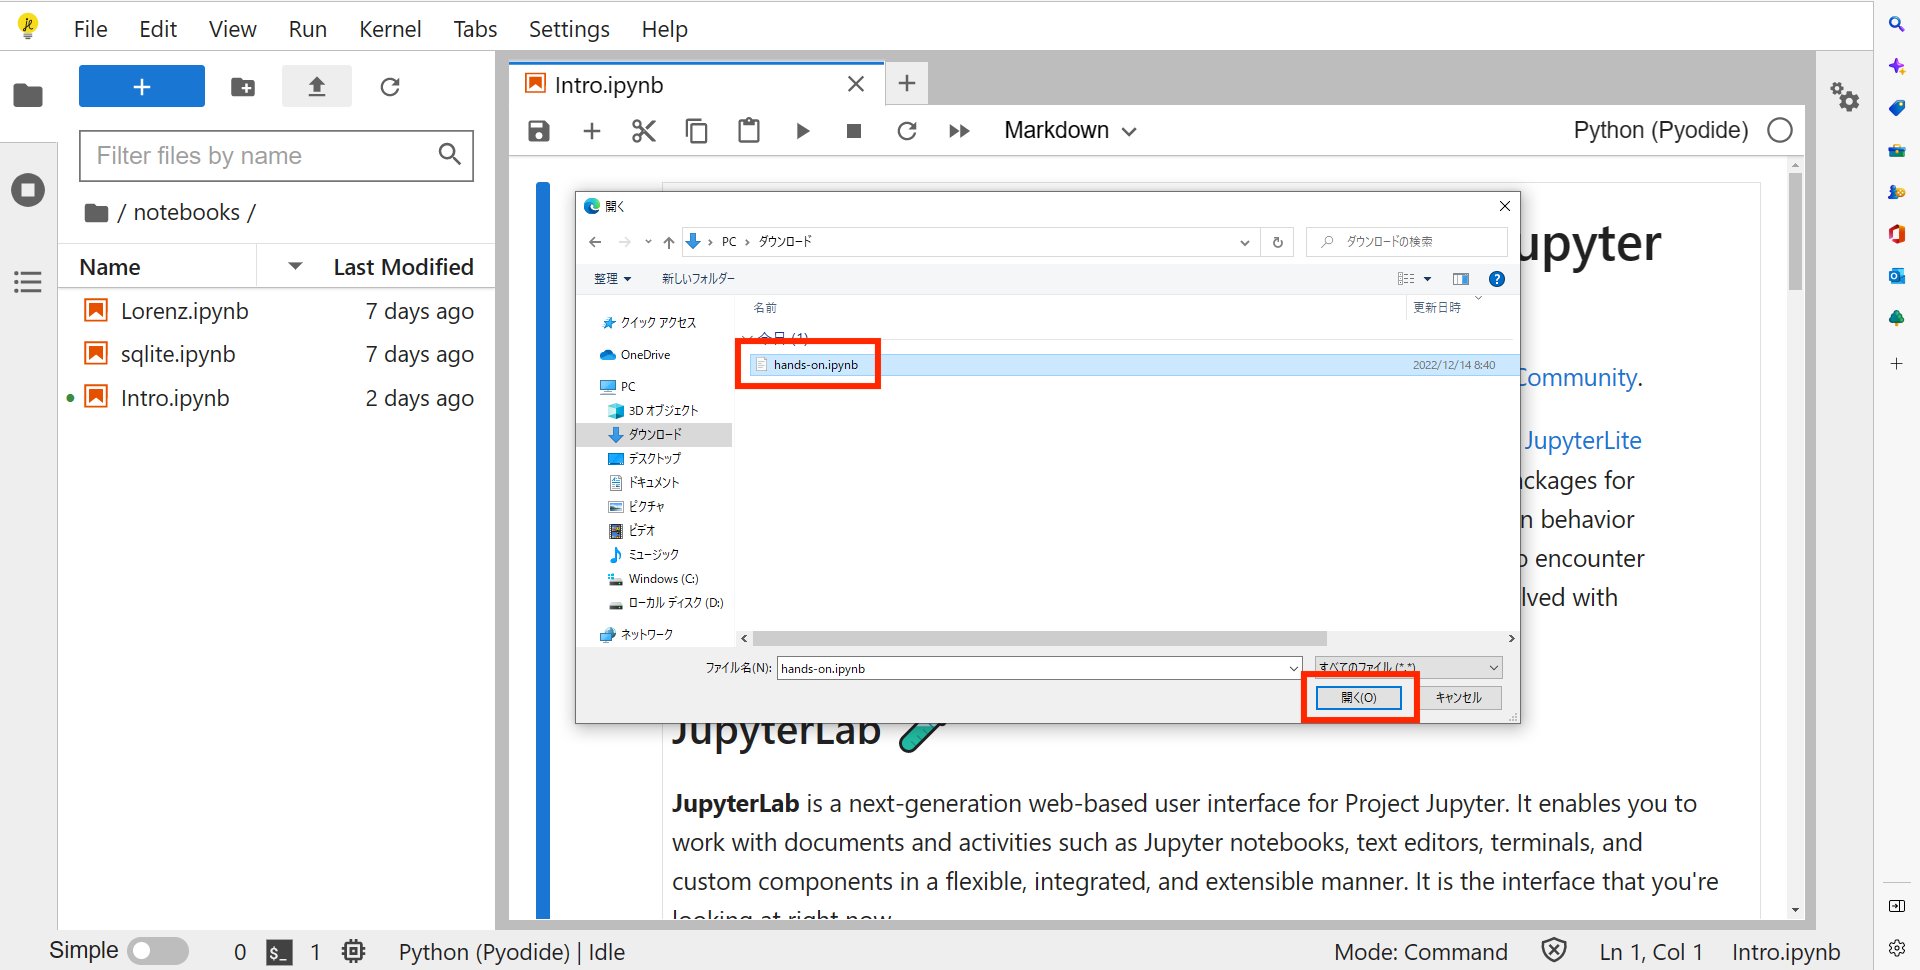 File Edit View Run Kernel Tabs Settings Help
Filter files by name
/ notebooks /
Name Last Modified
Lorenz.ipynb 7 days ago
sqlite.ipynb 7 days ago
Intro.ipynb 2 days ago
Intro.ipynb
Markdown
Python (Pyodide)
開く
PC › ダウンロード
ダウンロードの検索
整理
新しいフォルダー
クイック アクセス
OneDrive
PC
3D オブジェクト
ダウンロード
デスクトップ
ドキュメント
ピクチャ
ビデオ
ミュージック
Windows (C:)
ローカル ディスク (D:)
ネットワーク
名前 更新日時
今日 (1)
hands-on.ipynb 2022/12/14 8:40
ファイル名(N): hands-on.ipynb
すべてのファイル (*.*)
開く(O) キャンセル
upyter
Community.
JupyterLite
ckages for
n behavior
encounter
lved with
JupyterLab
JupyterLab is a next-generation web-based user interface for Project Jupyter. It enables you to
work with documents and activities such as Jupyter notebooks, text editors, terminals, and
custom components in a flexible, integrated, and extensible manner. It is the interface that you're
looking at right now
Simple 0 $_ 1 Python (Pyodide) | Idle Mode: Command Ln 1, Col 1 Intro.ipynb